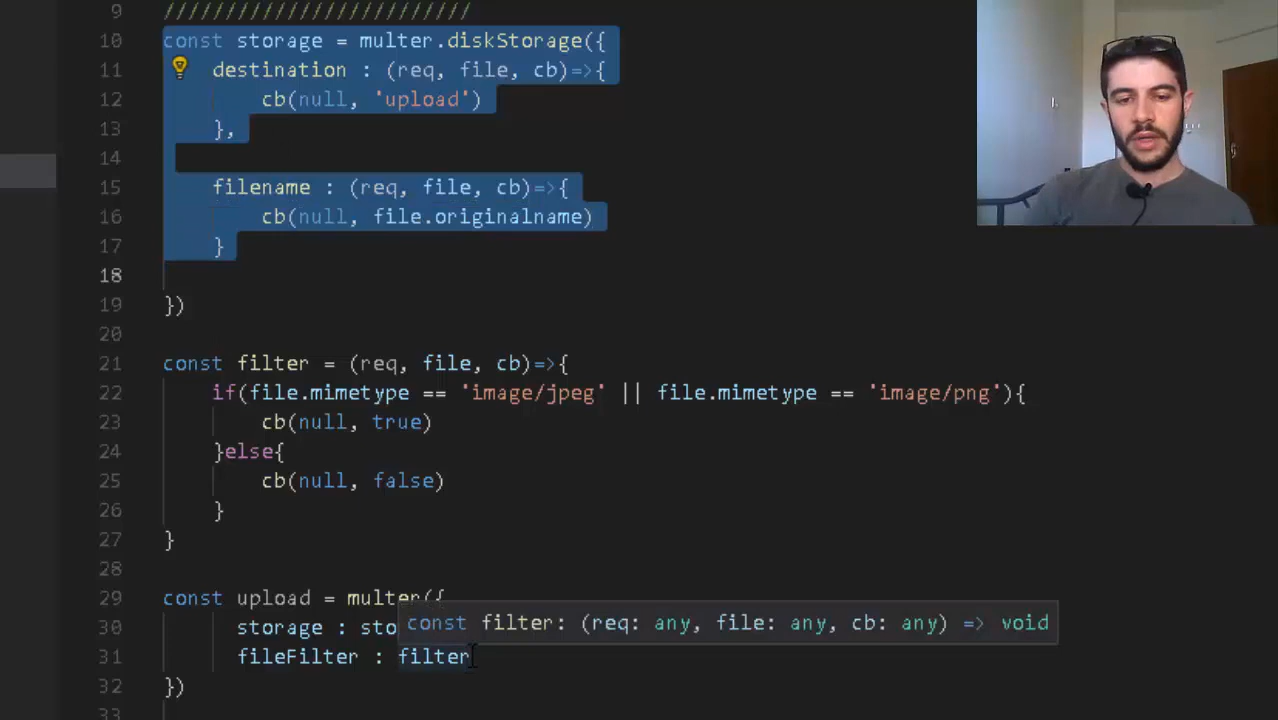 9 ////////////////////////
10 const storage = multer.diskStorage({
11 destination : (req, file, cb)=>{
12 cb(null, 'upload')
13 },
14
15 filename : (req, file, cb)=>{
16 cb(null, file.originalname)
17 }
18
19 })
20
21 const filter = (req, file, cb)=>{
22 if(file.mimetype == 'image/jpeg' || file.mimetype == 'image/png'){
23 cb(null, true)
24 }else{
25 cb(null, false)
26 }
27 }
28
29 const upload = multer({
const filter: (req: any, file: any, cb: any) => void
30 storage : sto
31 fileFilter : filter
32 })
33